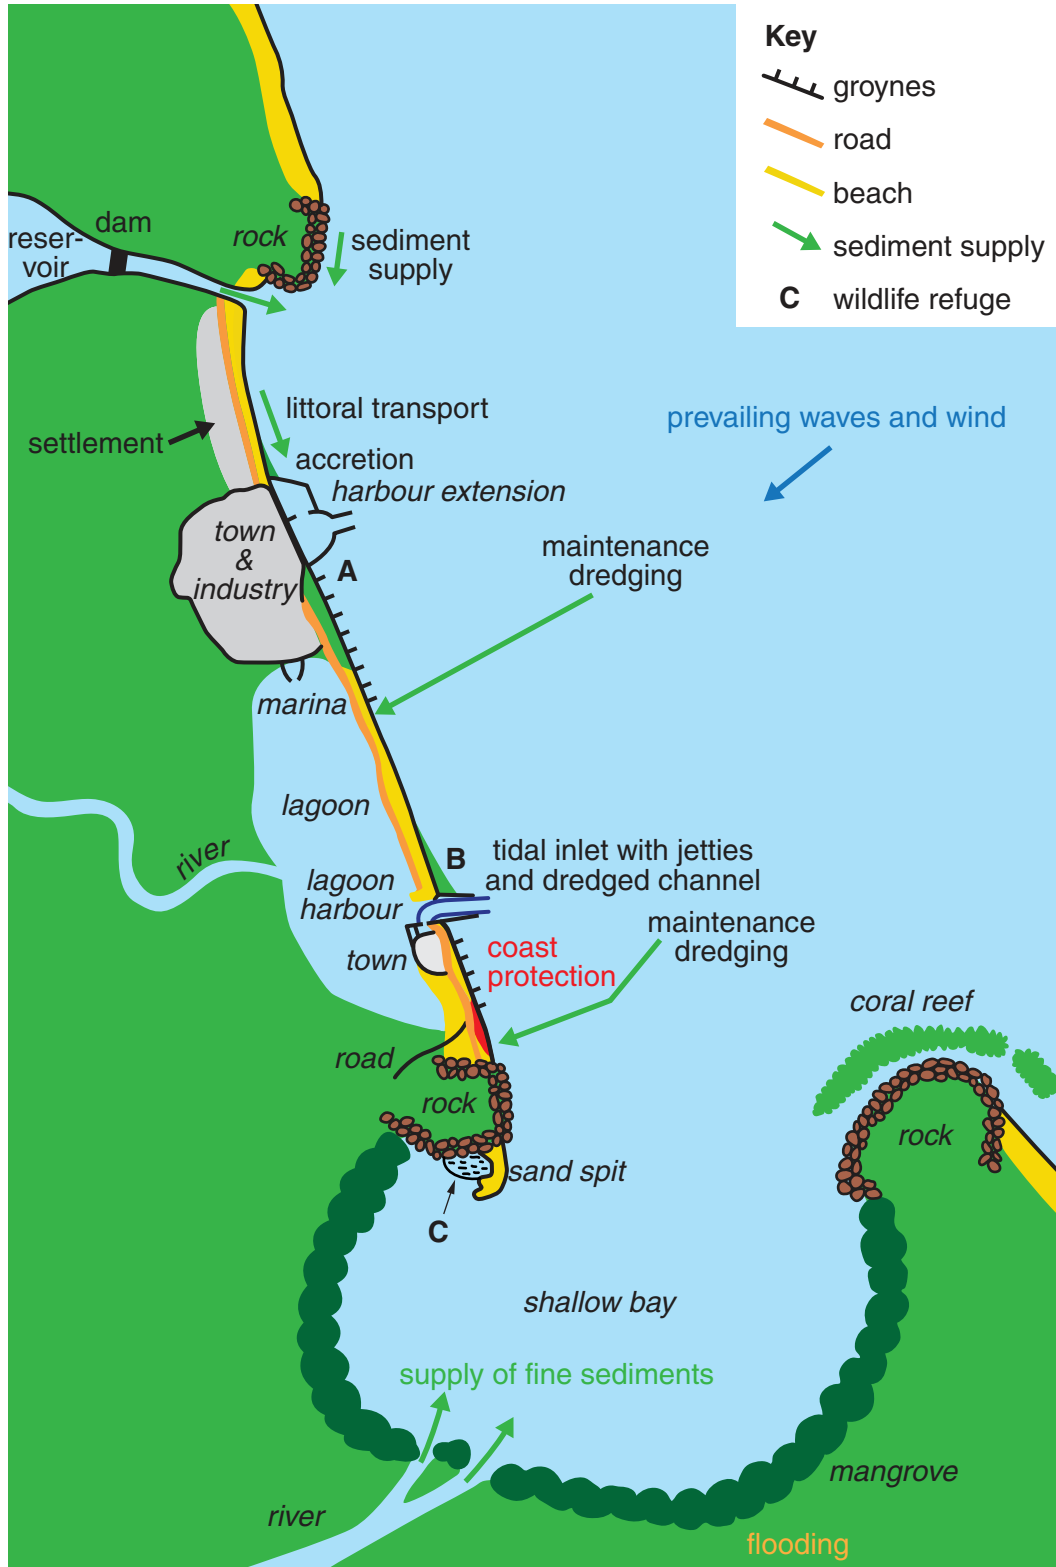 Key
groynes
road
beach
sediment supply
C wildlife refuge
dam
reser-
voir
rock
sediment
supply
littoral transport
prevailing waves and wind
settlement
accretion
harbour extension
town
&
industry
A
maintenance
dredging
marina
lagoon
river
B
tidal inlet with jetties
and dredged channel
lagoon
harbour
maintenance
dredging
town
coast
protection
coral reef
road
rock
rock
sand spit
C
shallow bay
supply of fine sediments
mangrove
river
flooding